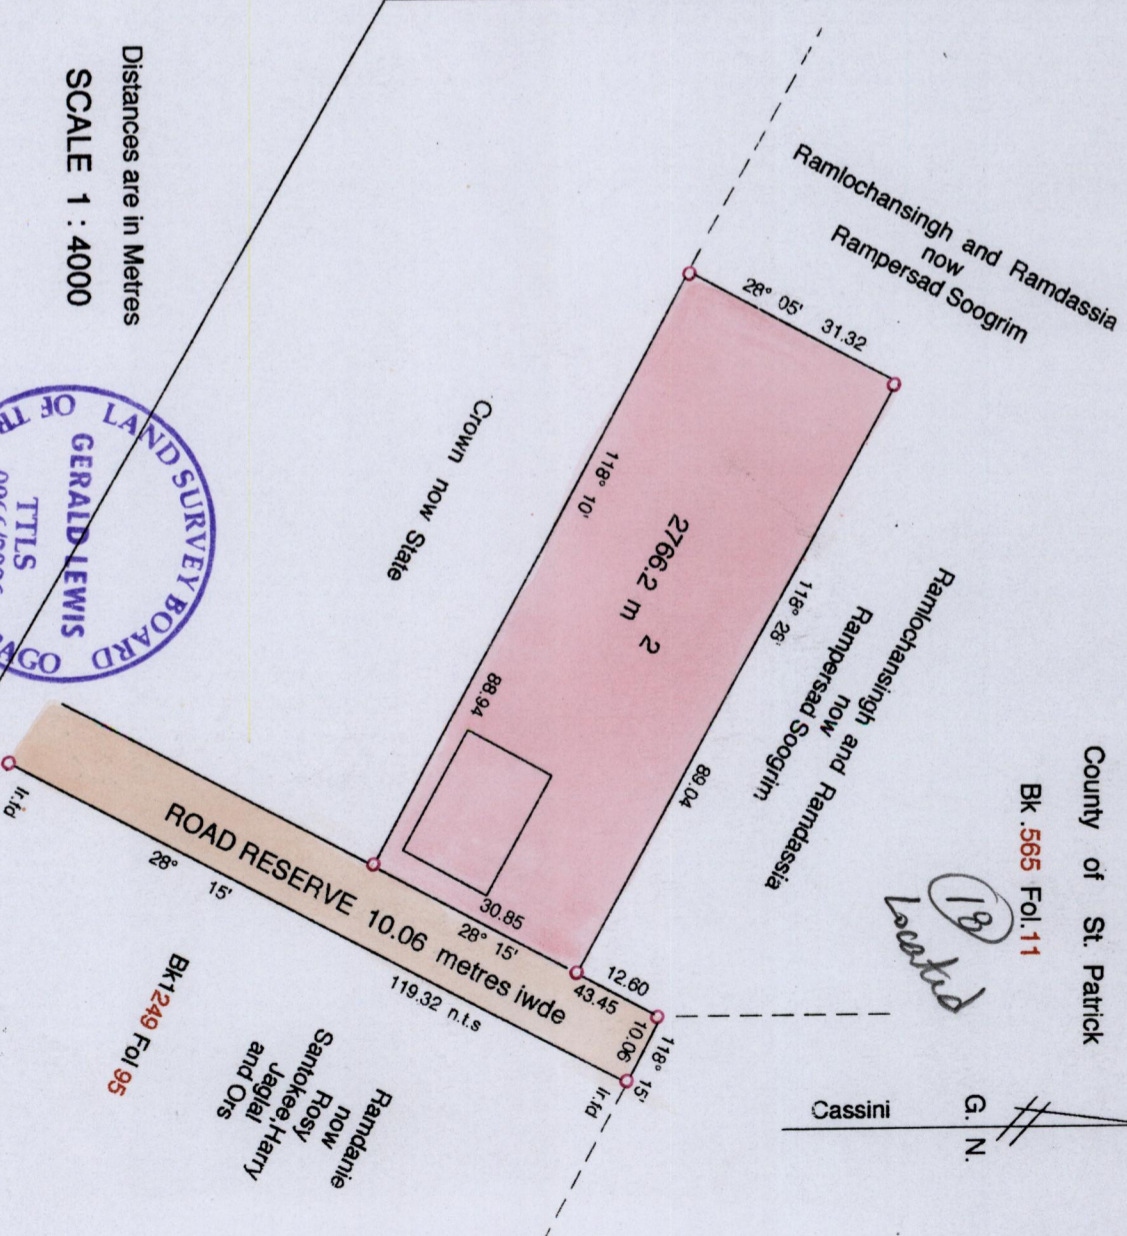 County of St. Patrick
Bk.565 Fol.11
18
Located
G. N.
Cassini
Ramlochansingh and Ramdassia
now
Rampersad Soogrim
28° 05' 31.32
Ramlochansingh and Ramdassia
now
Rampersad Soogrim
118° 28'
89.04
2766.2 m 2
118° 10'
88.94
Crown now State
30.85
28° 15'
12.60
43.45
10.06
118° 15'
Ir.fd
ROAD RESERVE 10.06 metres iwde
119.32 n.t.s
28° 15'
Ir.fd
Ramdanie
now
Rosy
Santokee,Harry
Jaglal
and Ors
Bk1249 Fol 95
Distances are in Metres
SCALE 1 : 4000
LAND SURVEY BOARD
OF
GERALD LEWIS
TTLS